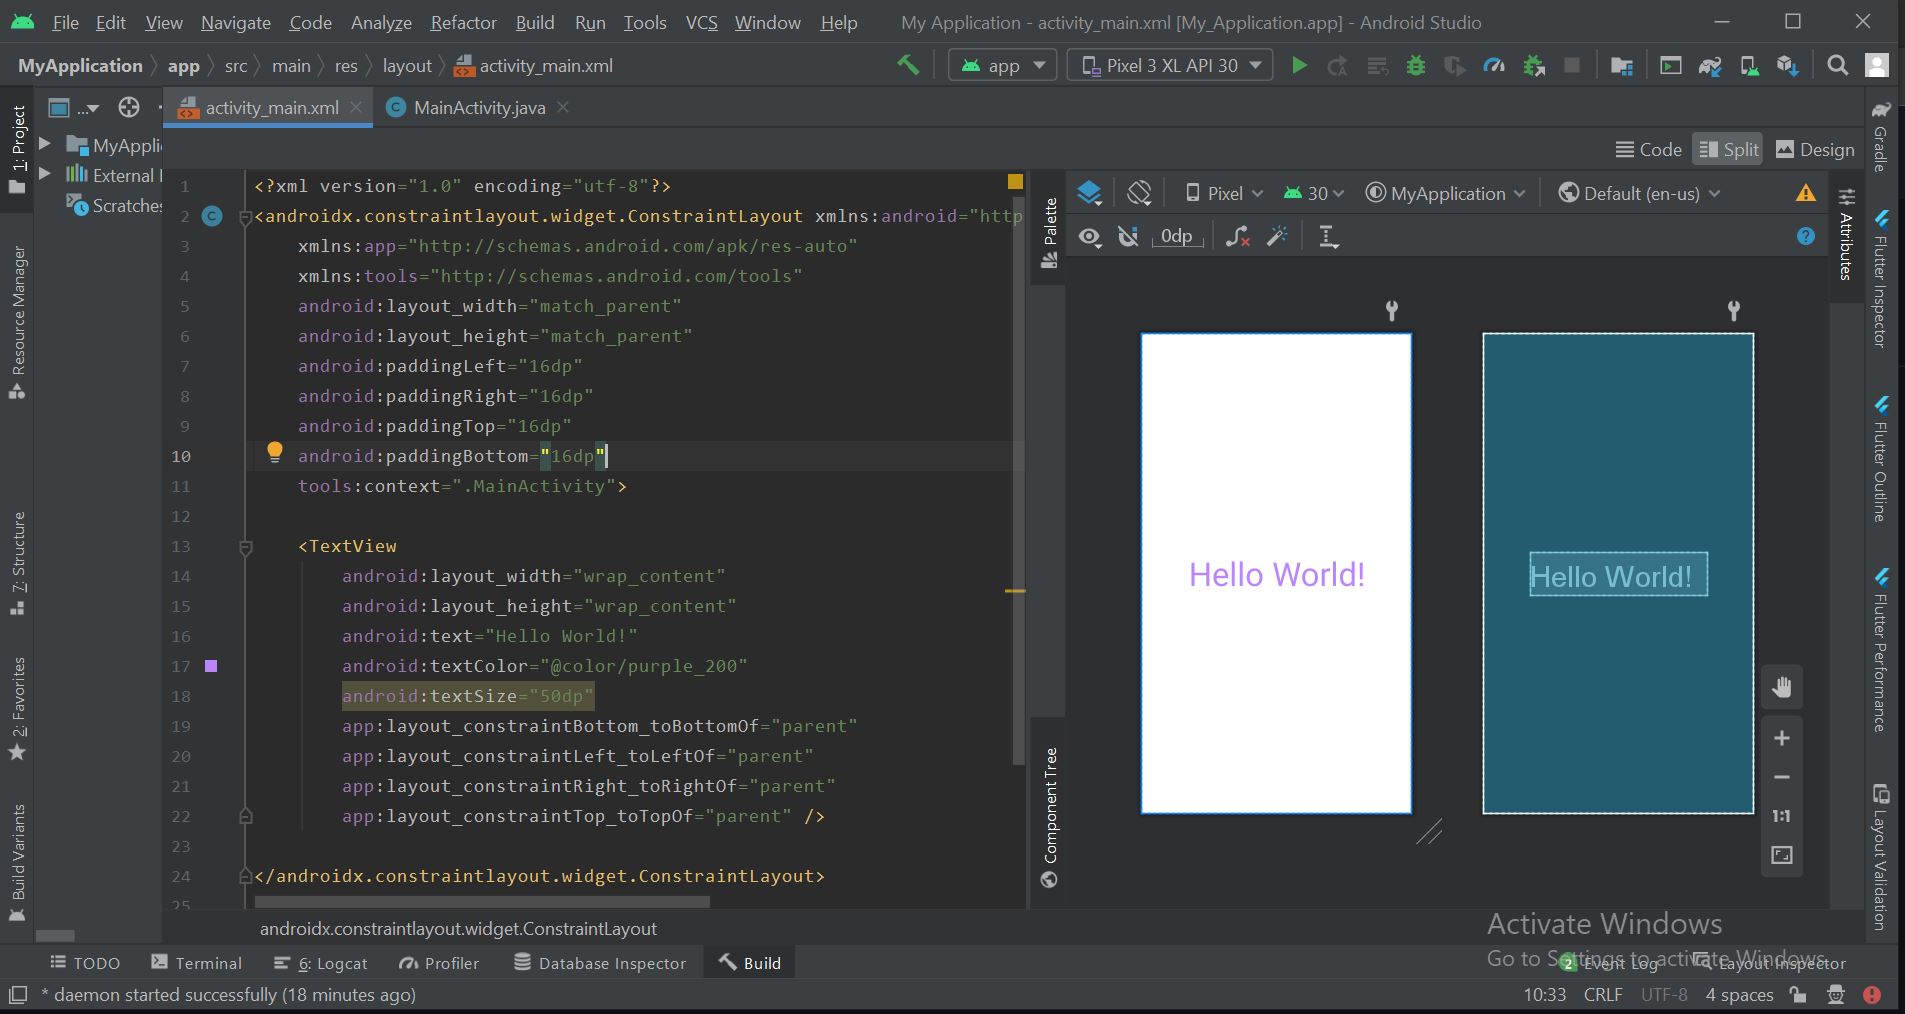 File Edit View Navigate Code Analyze Refactor Build Run Tools VCS Window Help My Application - activity_main.xml [My_Application.app] - Android Studio
MyApplication app src main res layout activity_main.xml app Pixel 3 XL API 30
... activity_main.xml MainActivity.java
Code Split Design
1: Project
Resource Manager
7: Structure
2: Favorites
Build Variants
MyAppli
External
Scratches
1 <?xml version="1.0" encoding="utf-8"?>
2 <androidx.constraintlayout.widget.ConstraintLayout xmlns:android="http
3 xmlns:app="http://schemas.android.com/apk/res-auto"
4 xmlns:tools="http://schemas.android.com/tools"
5 android:layout_width="match_parent"
6 android:layout_height="match_parent"
7 android:paddingLeft="16dp"
8 android:paddingRight="16dp"
9 android:paddingTop="16dp"
10 android:paddingBottom="16dp"
11 tools:context=".MainActivity">
12
13 <TextView
14 android:layout_width="wrap_content"
15 android:layout_height="wrap_content"
16 android:text="Hello World!"
17 android:textColor="@color/purple_200"
18 android:textSize="50dp"
19 app:layout_constraintBottom_toBottomOf="parent"
20 app:layout_constraintLeft_toLeftOf="parent"
21 app:layout_constraintRight_toRightOf="parent"
22 app:layout_constraintTop_toTopOf="parent" />
23
24 </androidx.constraintlayout.widget.ConstraintLayout>
25
androidx.constraintlayout.widget.ConstraintLayout
Palette
Component Tree
Pixel 30 MyApplication Default (en-us)
0dp
Hello World!
Hello World!
1:1
Attributes
Gradle
Flutter Inspector
Flutter Outline
Flutter Performance
Layout Validation
Activate Windows
Go to Settings to activate Windows.
TODO Terminal 6: Logcat Profiler Database Inspector Build 2 Event Log Layout Inspector
* daemon started successfully (18 minutes ago) 10:33 CRLF UTF-8 4 spaces